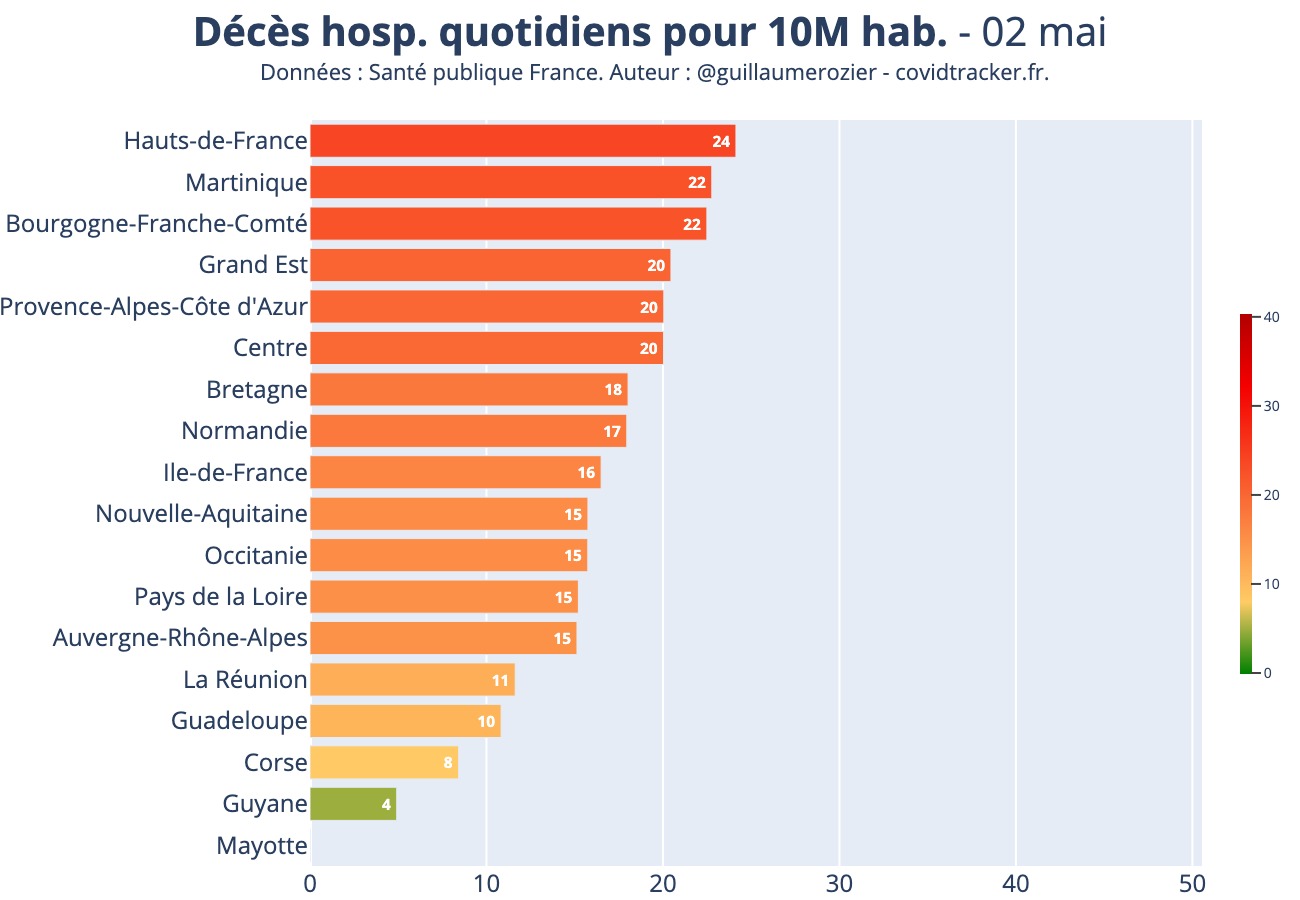 Décès hosp. quotidiens pour 10M hab. - 02 mai
Données : Santé publique France. Auteur : @guillaumerozier - covidtracker.fr.
Hauts-de-France 24
Martinique 22
Bourgogne-Franche-Comté 22
Grand Est 20
Provence-Alpes-Côte d'Azur 20
Centre 20
Bretagne 18
Normandie 17
Ile-de-France 16
Nouvelle-Aquitaine 15
Occitanie 15
Pays de la Loire 15
Auvergne-Rhône-Alpes 15
La Réunion 11
Guadeloupe 10
Corse 8
Guyane 4
Mayotte
0 10 20 30 40 50
40
30
20
10
0